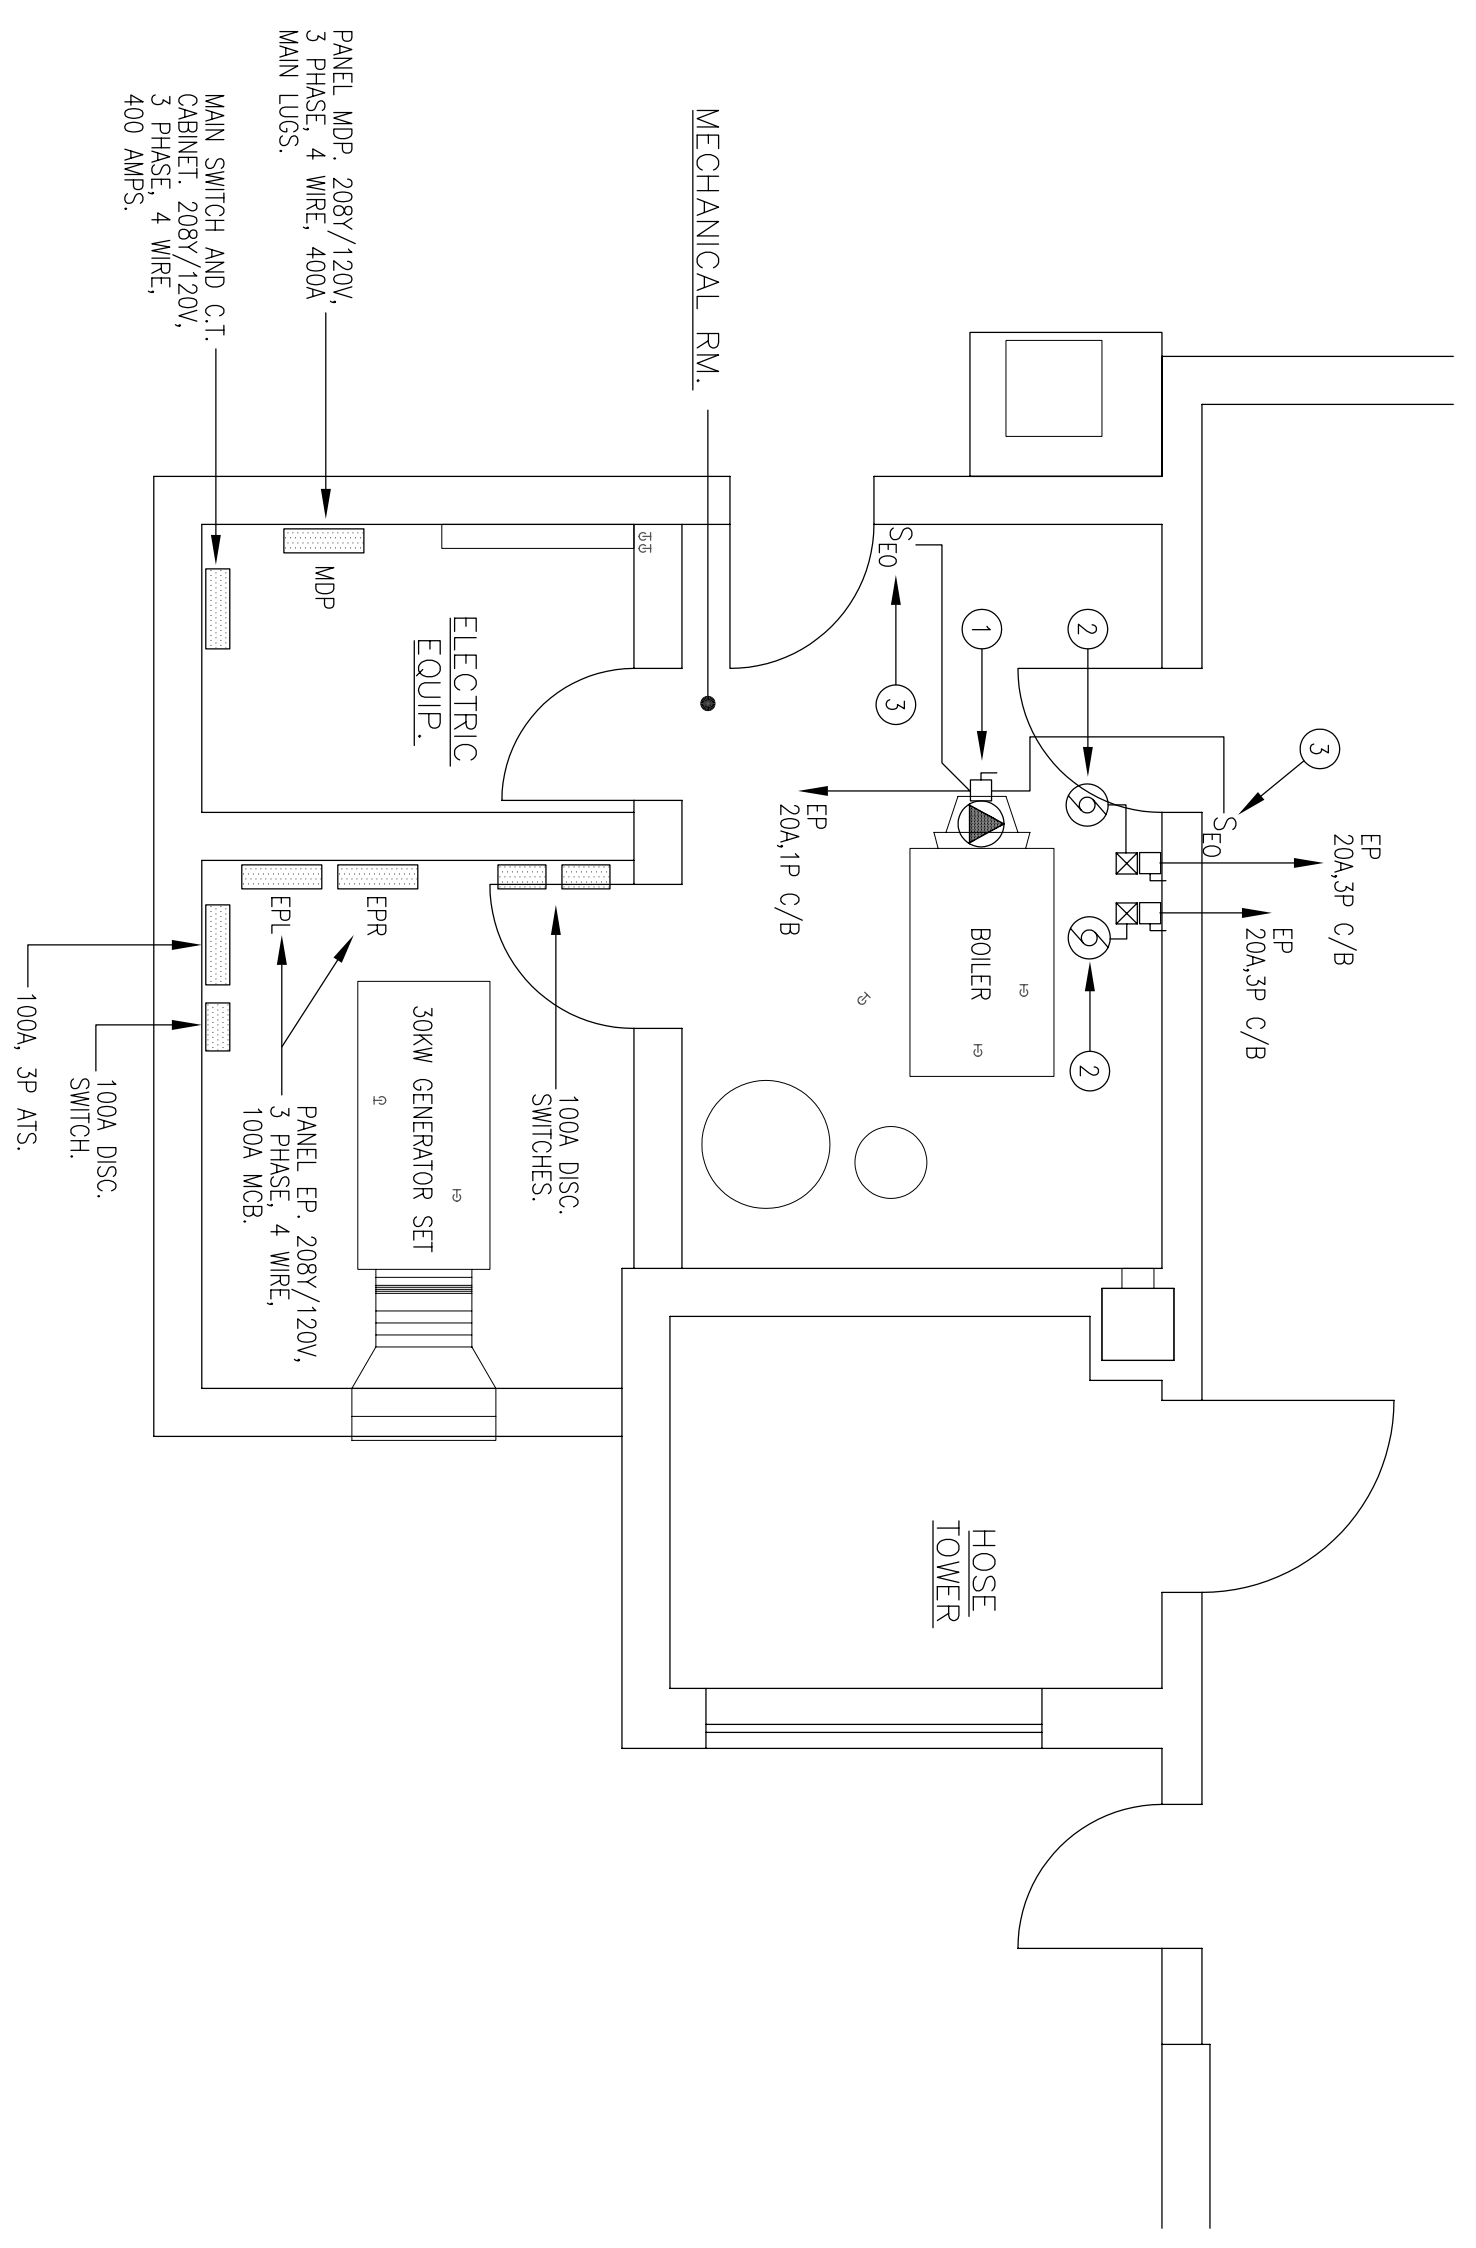 EP
20A,3P C/B
EP
20A,3P C/B
3
S
EO
2
2
1
S
EO
3
BOILER
EP
20A,1P C/B
MECHANICAL RM.
HOSE
TOWER
ELECTRIC
EQUIP.
MDP
PANEL MDP. 208Y/120V,
3 PHASE, 4 WIRE, 400A
MAIN LUGS.
MAIN SWITCH AND C.T.
CABINET. 208Y/120V,
3 PHASE, 4 WIRE,
400 AMPS.
100A DISC.
SWITCHES.
30KW GENERATOR SET
EPR
EPL
PANEL EP. 208Y/120V,
3 PHASE, 4 WIRE,
100A MCB.
100A DISC.
SWITCH.
100A, 3P ATS.